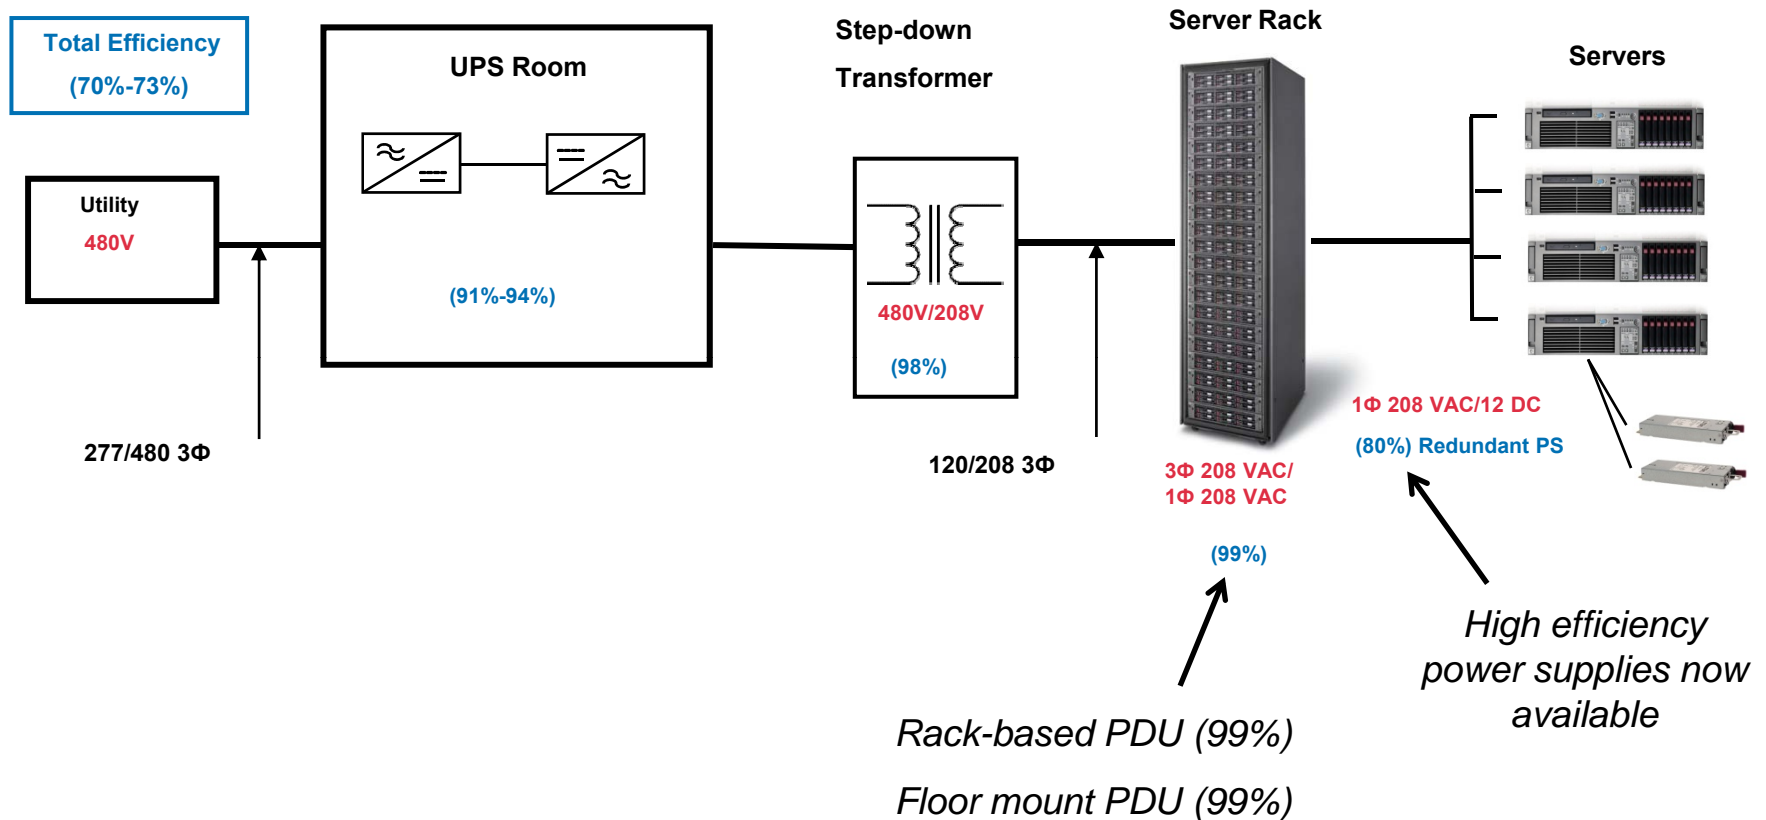 Total Efficiency
(70%-73%)
Utility
480V
277/480 3Φ
UPS Room
(91%-94%)
Step-down
Transformer
480V/208V
(98%)
120/208 3Φ
Server Rack
3Φ 208 VAC/
1Φ 208 VAC
(99%)
Servers
1Φ 208 VAC/12 DC
(80%) Redundant PS
High efficiency
power supplies now
available
Rack-based PDU (99%)
Floor mount PDU (99%)